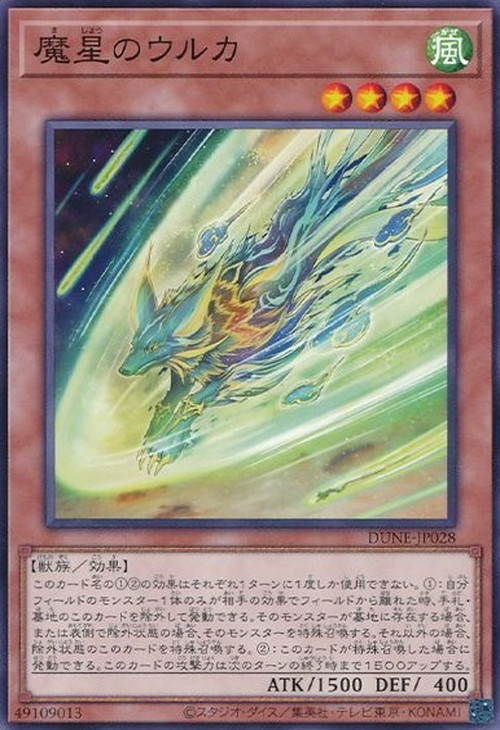 魔星のウルカ
風
DUNE-JP028
【獣族/効果】
このカード名の①②の効果はそれぞれ1ターンに1度しか使用できない。①:自分
フィールドのモンスター1体のみが相手の効果でフィールドから離れた時、手札・
墓地のこのカードを除外して発動できる。そのモンスターが墓地に存在する場合、
または表側で除外状態の場合、そのモンスターを特殊召喚する。それ以外の場合、
除外状態のこのカードを特殊召喚する。②:このカードが特殊召喚した場合に
発動できる。このカードの攻撃力は次のターンの終了時まで1500アップする。
ATK/1500 DEF/ 400
49109013
©スタジオ・ダイス/集英社・テレビ東京・KONAMI